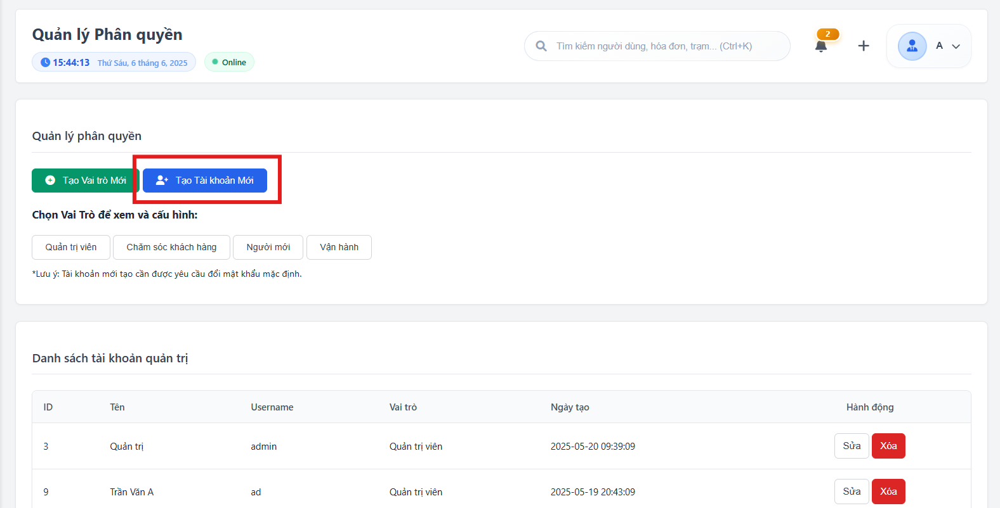 Quản lý Phân quyền
15:44:13 Thứ Sáu, 6 tháng 6, 2025 Online
Tìm kiếm người dùng, hóa đơn, trạm... (Ctrl+K)
2
A
Quản lý phân quyền
Tạo Vai trò Mới Tạo Tài khoản Mới
Chọn Vai Trò để xem và cấu hình:
Quản trị viên Chăm sóc khách hàng Người mới Vận hành
*Lưu ý: Tài khoản mới tạo cần được yêu cầu đổi mật khẩu mặc định.
Danh sách tài khoản quản trị
ID Tên Username Vai trò Ngày tạo Hành động
3 Quản trị admin Quản trị viên 2025-05-20 09:39:09 Sửa Xóa
9 Trần Văn A ad Quản trị viên 2025-05-19 20:43:09 Sửa Xóa